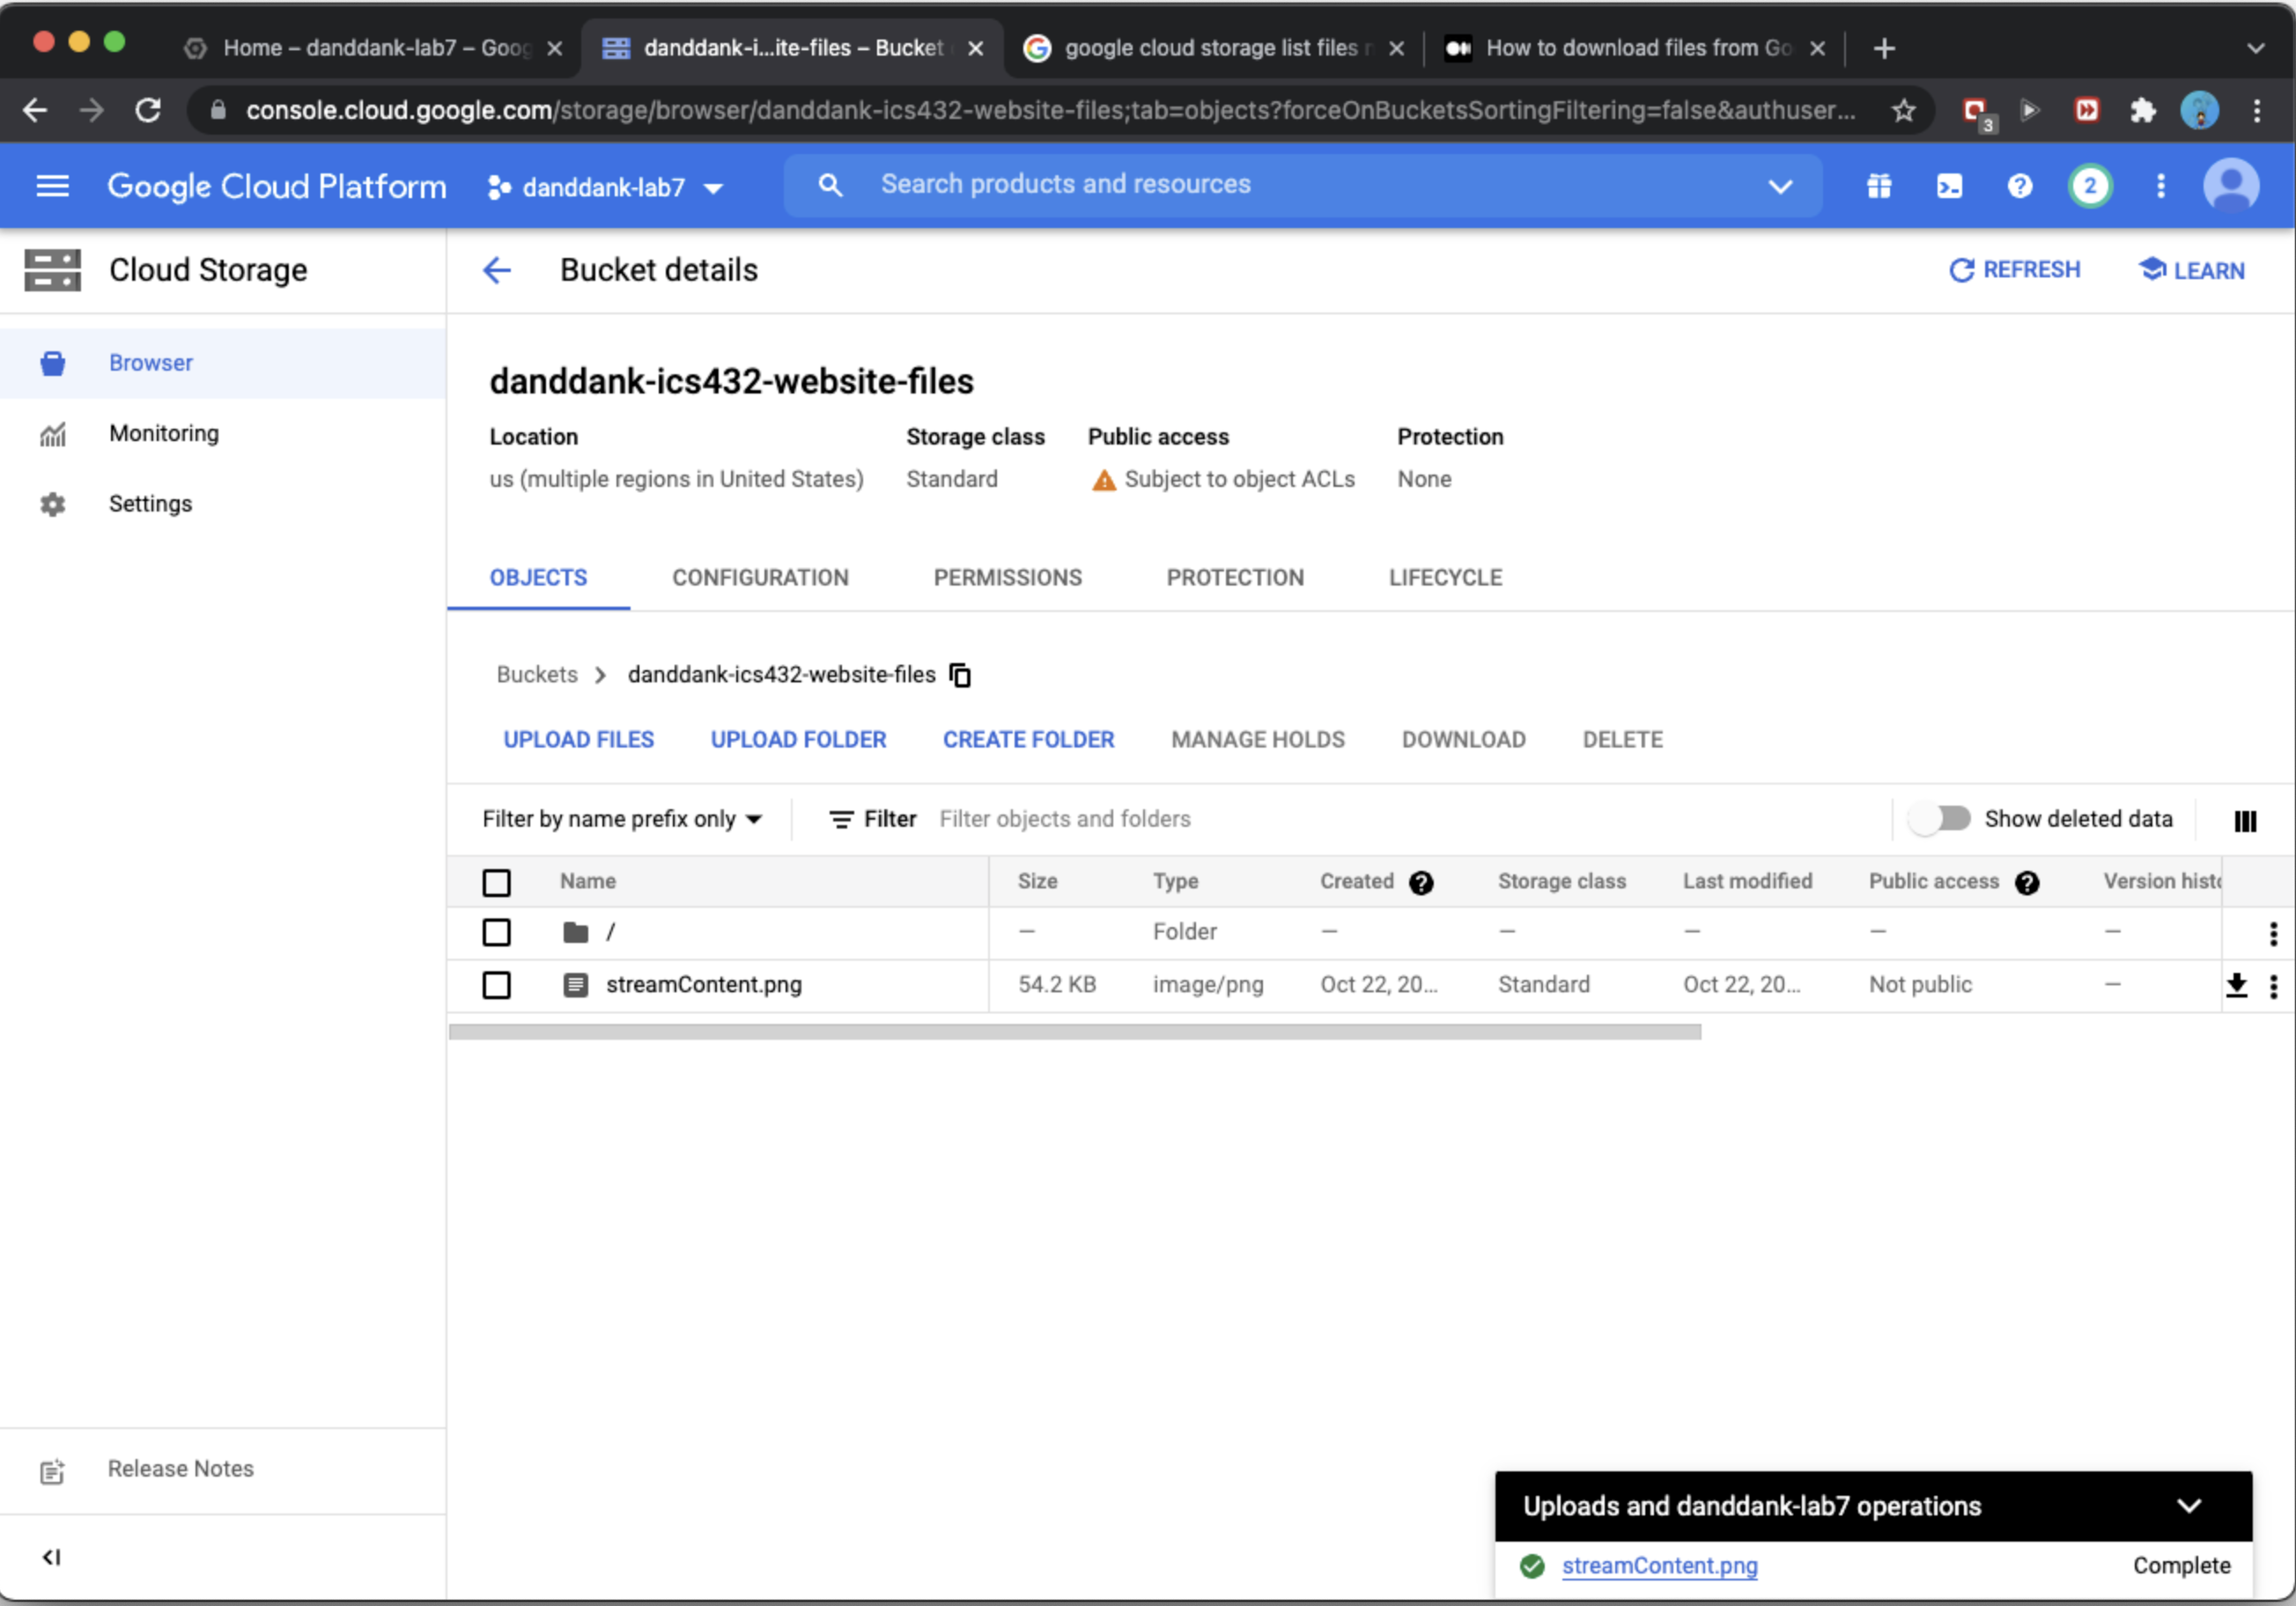 Home – danddank-lab7 – Goog
danddank-i...ite-files – Bucket
google cloud storage list files
How to download files from Go
console.cloud.google.com/storage/browser/danddank-ics432-website-files;tab=objects?forceOnBucketsSortingFiltering=false&authuser...
3
Google Cloud Platform
danddank-lab7
Search products and resources
2
Cloud Storage
Bucket details
REFRESH
LEARN
Browser
Monitoring
Settings
danddank-ics432-website-files
Location Storage class Public access Protection
us (multiple regions in United States) Standard Subject to object ACLs None
OBJECTS CONFIGURATION PERMISSIONS PROTECTION LIFECYCLE
Buckets > danddank-ics432-website-files
UPLOAD FILES UPLOAD FOLDER CREATE FOLDER MANAGE HOLDS DOWNLOAD DELETE
Filter by name prefix only Filter Filter objects and folders Show deleted data
Name Size Type Created Storage class Last modified Public access Version histo
/ — Folder — — — — —
streamContent.png 54.2 KB image/png Oct 22, 20... Standard Oct 22, 20... Not public —
Release Notes
Uploads and danddank-lab7 operations
streamContent.png Complete